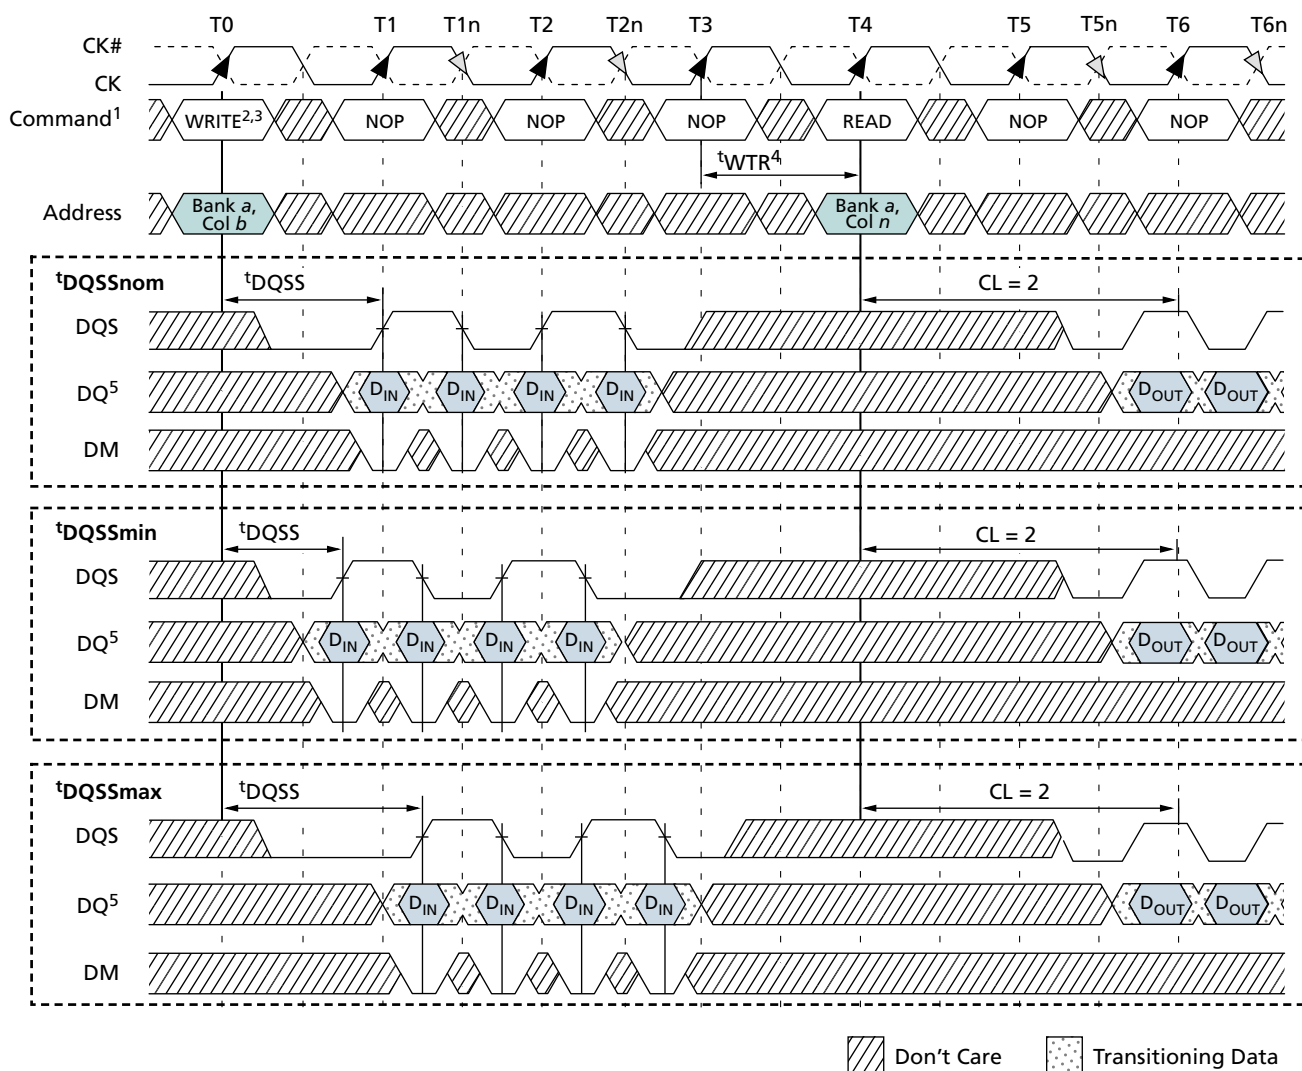 T0 T1 T1n T2 T2n T3 T4 T5 T5n T6 T6n
CK#
CK
Command1 WRITE2,3 NOP NOP NOP READ NOP NOP
tWTR4
Address Bank a, Col b Bank a, Col n
tDQSSnom tDQSS CL = 2
DQS
DQ5 DIN DIN DIN DIN DOUT DOUT
DM
tDQSSmin tDQSS CL = 2
DQS
DQ5 DIN DIN DIN DIN DOUT DOUT
DM
tDQSSmax tDQSS CL = 2
DQS
DQ5 DIN DIN DIN DIN DOUT DOUT
DM
Don't Care Transitioning Data